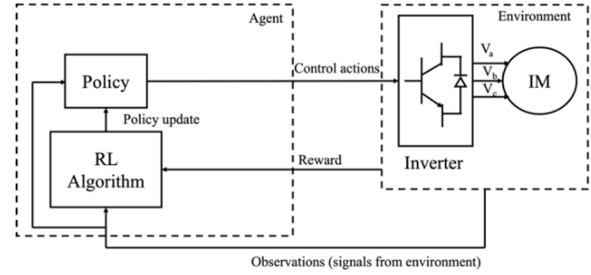 Agent
Environment
Policy
Control actions
Va
Vb
Vc
IM
Policy update
RL
Algorithm
Reward
Inverter
Observations (signals from environment)